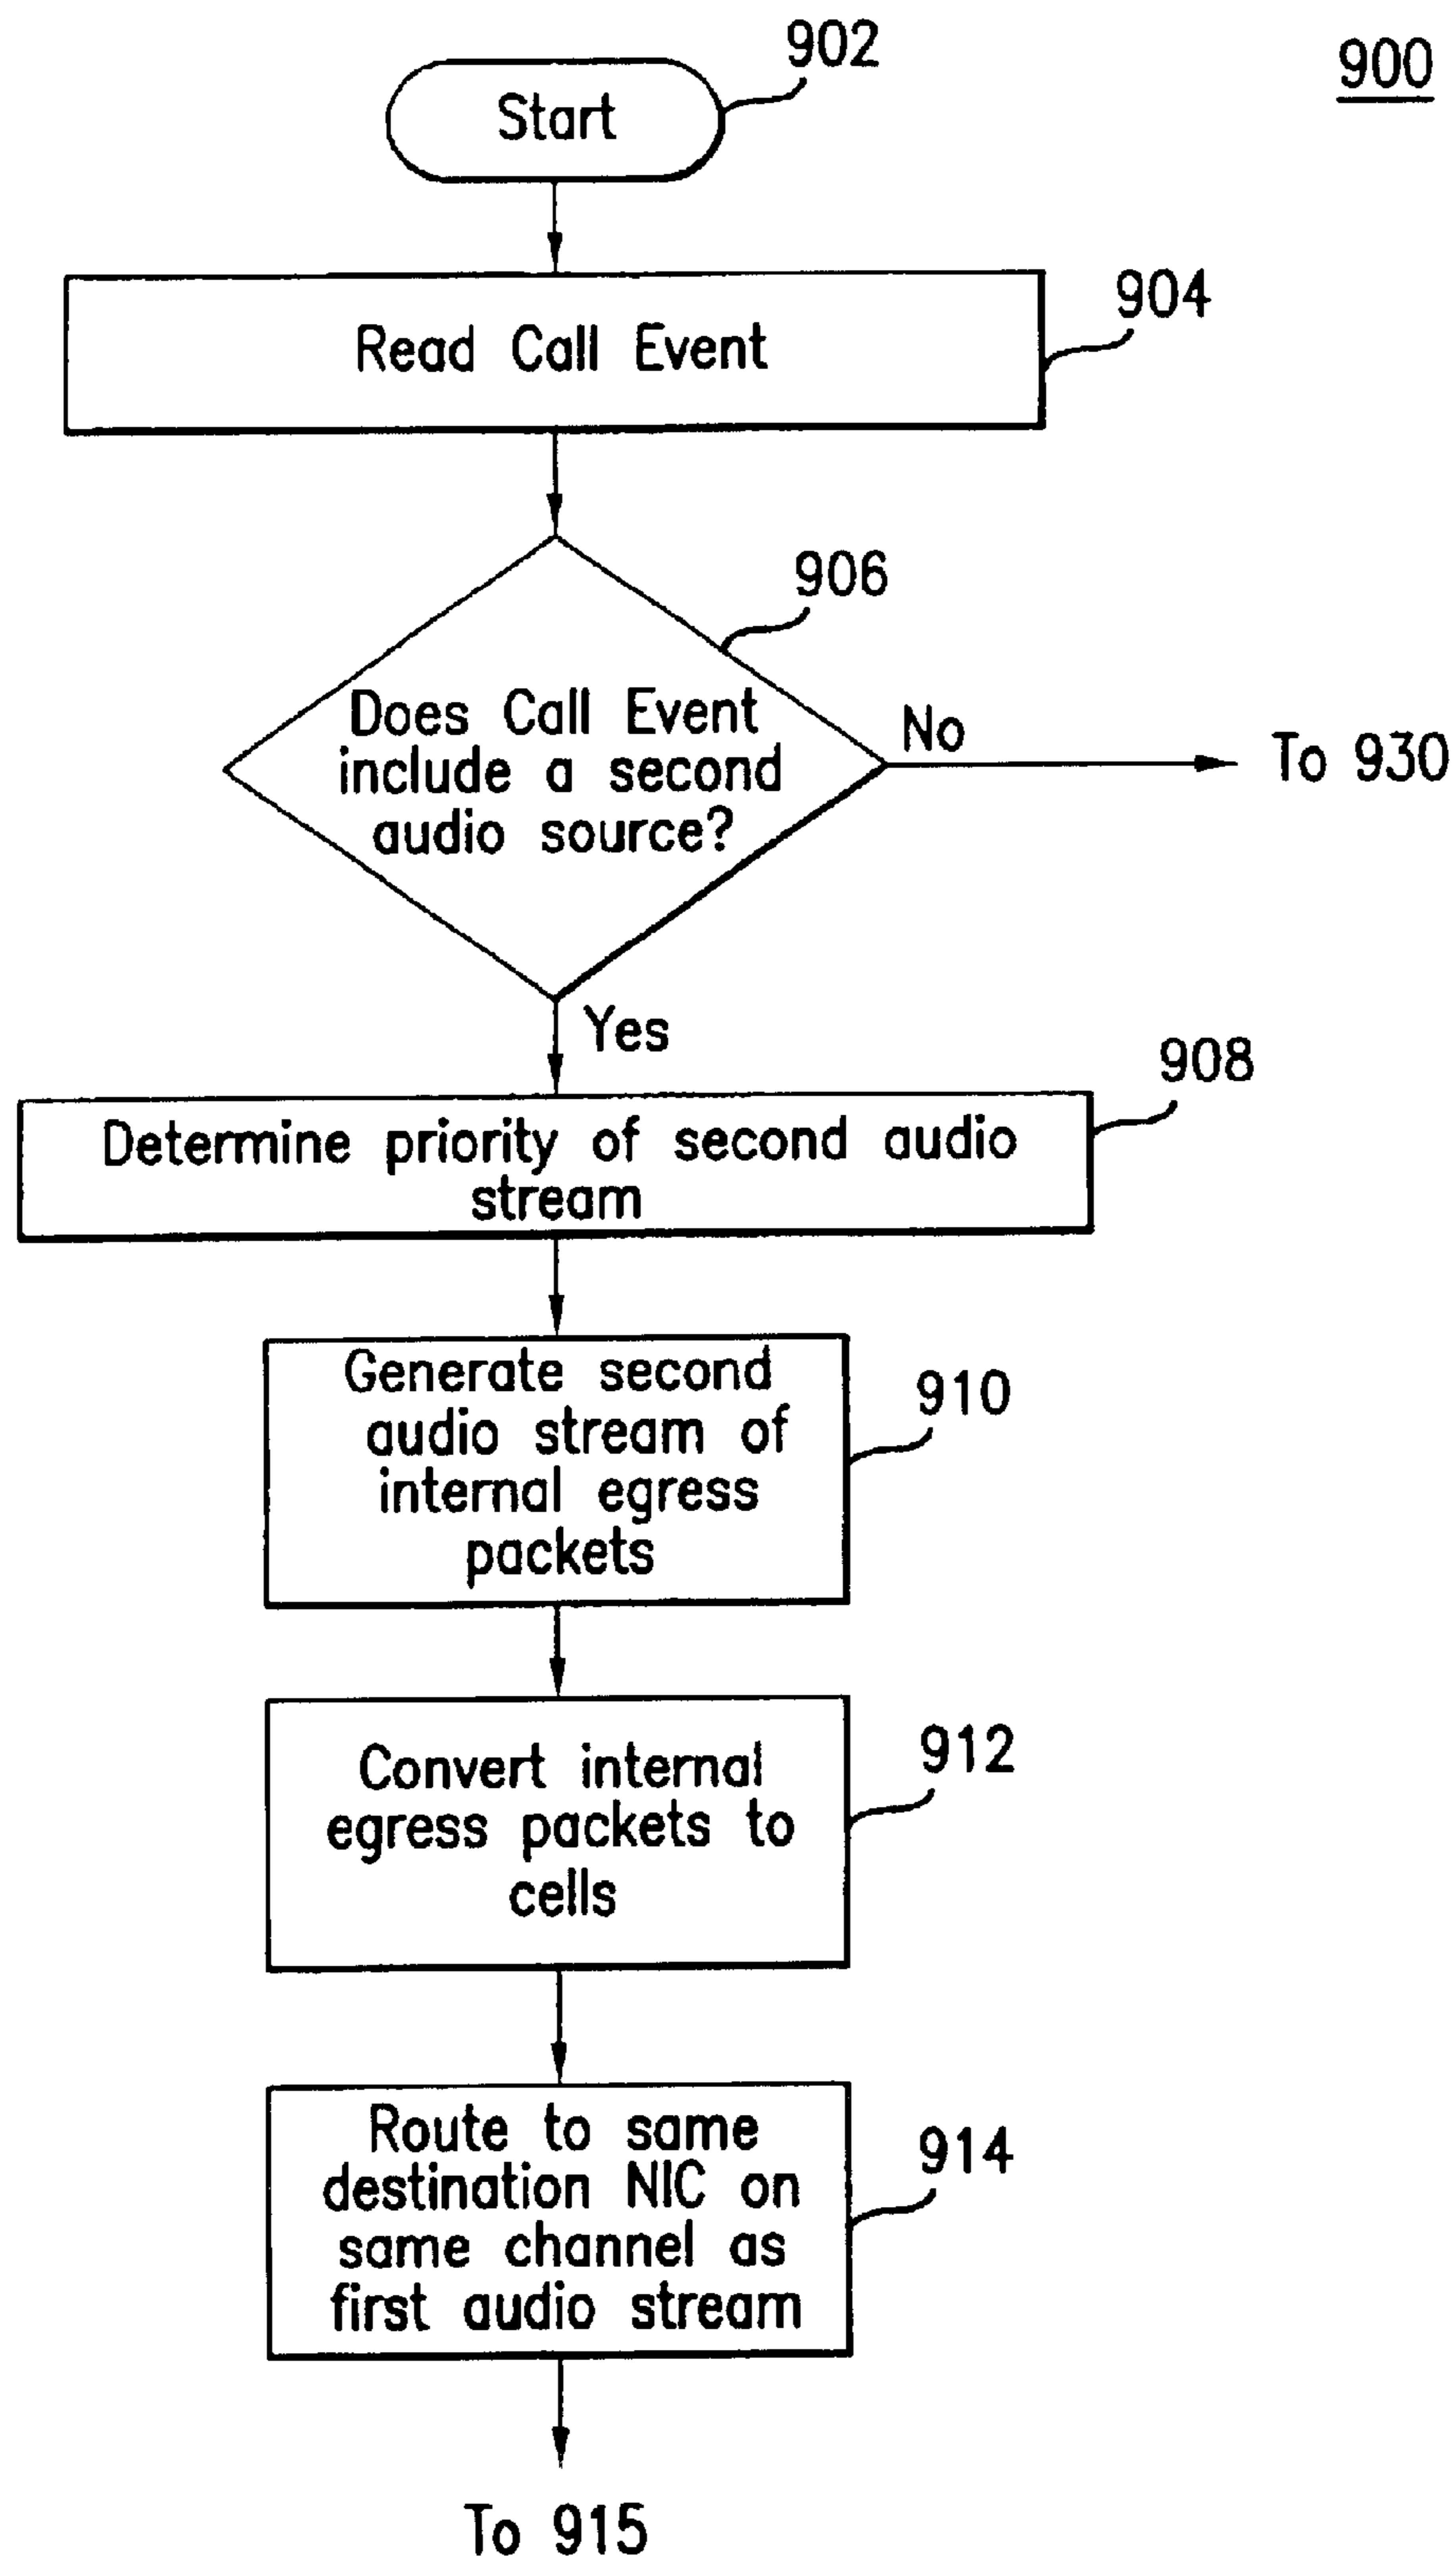 902
900
Start
904
Read Call Event
906
Does Call Event
include a second
audio source?
No
To 930
Yes
908
Determine priority of second audio
stream
Generate second
audio stream of
internal egress
packets
910
Convert internal
egress packets to
cells
912
Route to same
destination NIC on
same channel as
first audio stream
914
To 915